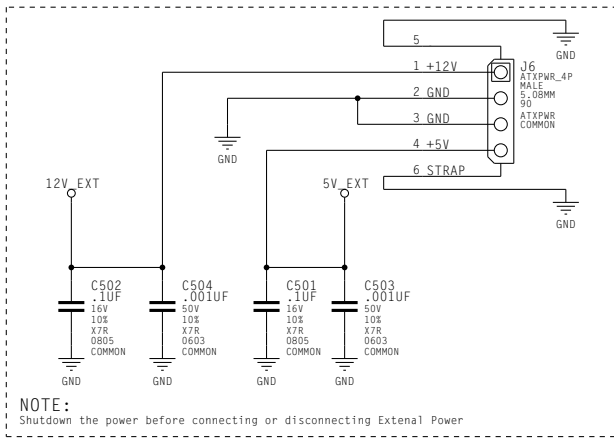 5
GND
1 +12V
J6
ATXPWR_4P
MALE
5.08MM
90
ATXPWR
COMMON
2 GND
3 GND
GND
4 +5V
6 STRAP
GND
12V_EXT
5V_EXT
C502
.1UF
16V
10%
X7R
0805
COMMON
C504
.001UF
50V
10%
X7R
0603
COMMON
C501
.1UF
16V
10%
X7R
0805
COMMON
C503
.001UF
50V
10%
X7R
0603
COMMON
GND
GND
GND
GND
NOTE:
Shutdown the power before connecting or disconnecting Extenal Power